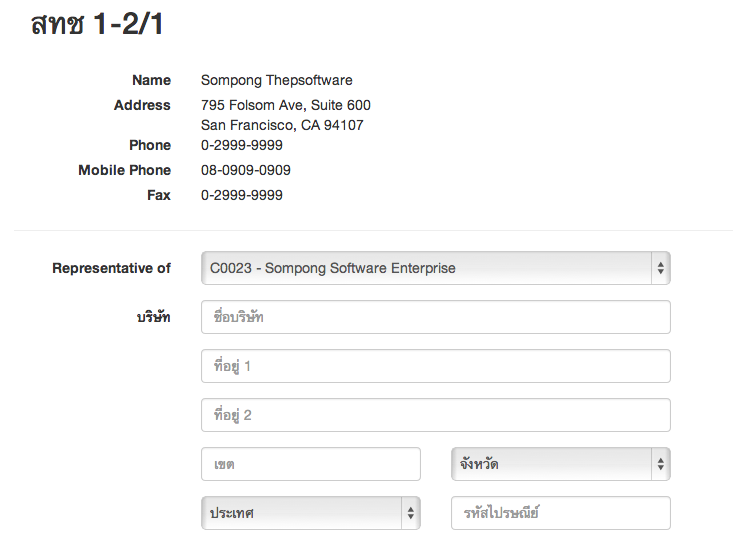 สทช 1-2/1
Name Sompong Thepsoftware
Address 795 Folsom Ave, Suite 600
San Francisco, CA 94107
Phone 0-2999-9999
Mobile Phone 08-0909-0909
Fax 0-2999-9999
Representative of C0023 - Sompong Software Enterprise
บริษัท ชื่อบริษัท
ที่อยู่ 1
ที่อยู่ 2
เขต จังหวัด
ประเทศ รหัสไปรษณีย์